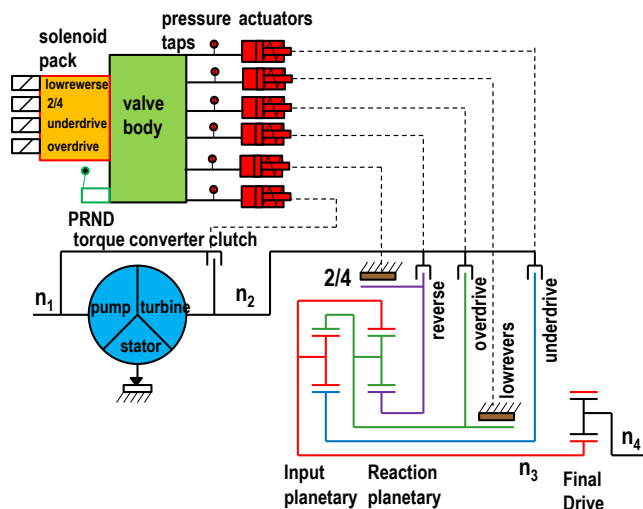 pressure actuators
taps
solenoid
pack
lowrewerse
2/4
underdrive
overdrive
valve
body
PRND
torque converter clutch
n1
n2
pump
turbine
stator
2/4
reverse
overdrive
lowrevers
underdrive
n3
n4
Input
planetary
Reaction
planetary
Final
Drive